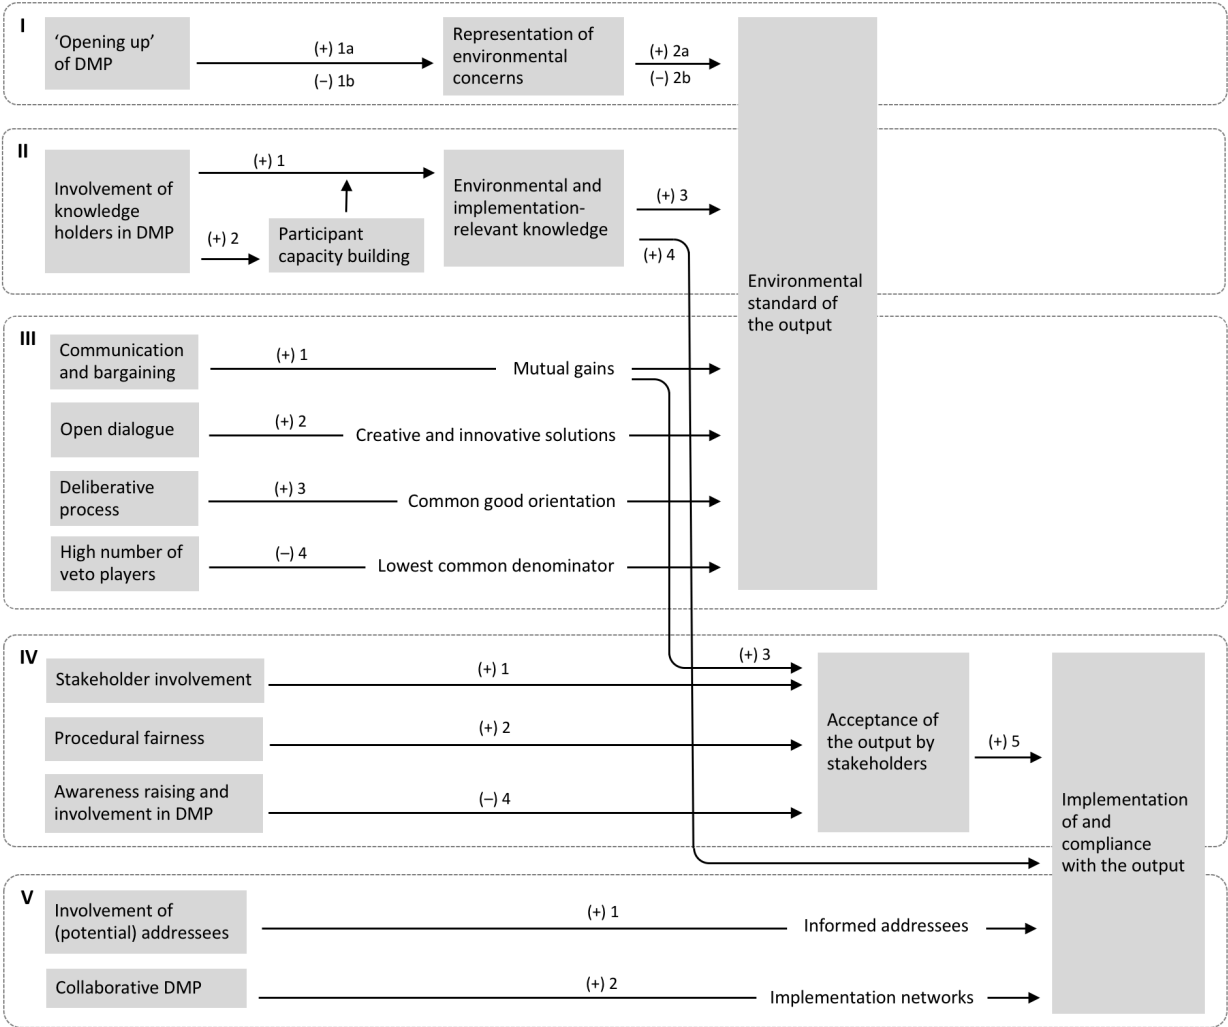 I
‘Opening up’
of DMP
(+) 1a
(−) 1b
Representation of
environmental
concerns
(+) 2a
(−) 2b
II
Involvement of
knowledge
holders in DMP
(+) 1
(+) 2
Participant
capacity building
Environmental and
implementation-
relevant knowledge
(+) 3
(+) 4
Environmental
standard of
the output
III
Communication
and bargaining
(+) 1
Mutual gains
Open dialogue
(+) 2
Creative and innovative solutions
Deliberative
process
(+) 3
Common good orientation
High number of
veto players
(−) 4
Lowest common denominator
IV
Stakeholder involvement
(+) 1
(+) 3
Procedural fairness
(+) 2
Awareness raising and
involvement in DMP
(−) 4
Acceptance of
the output by
stakeholders
(+) 5
Implementation
of and
compliance
with the output
V
Involvement of
(potential) addressees
(+) 1
Informed addressees
Collaborative DMP
(+) 2
Implementation networks